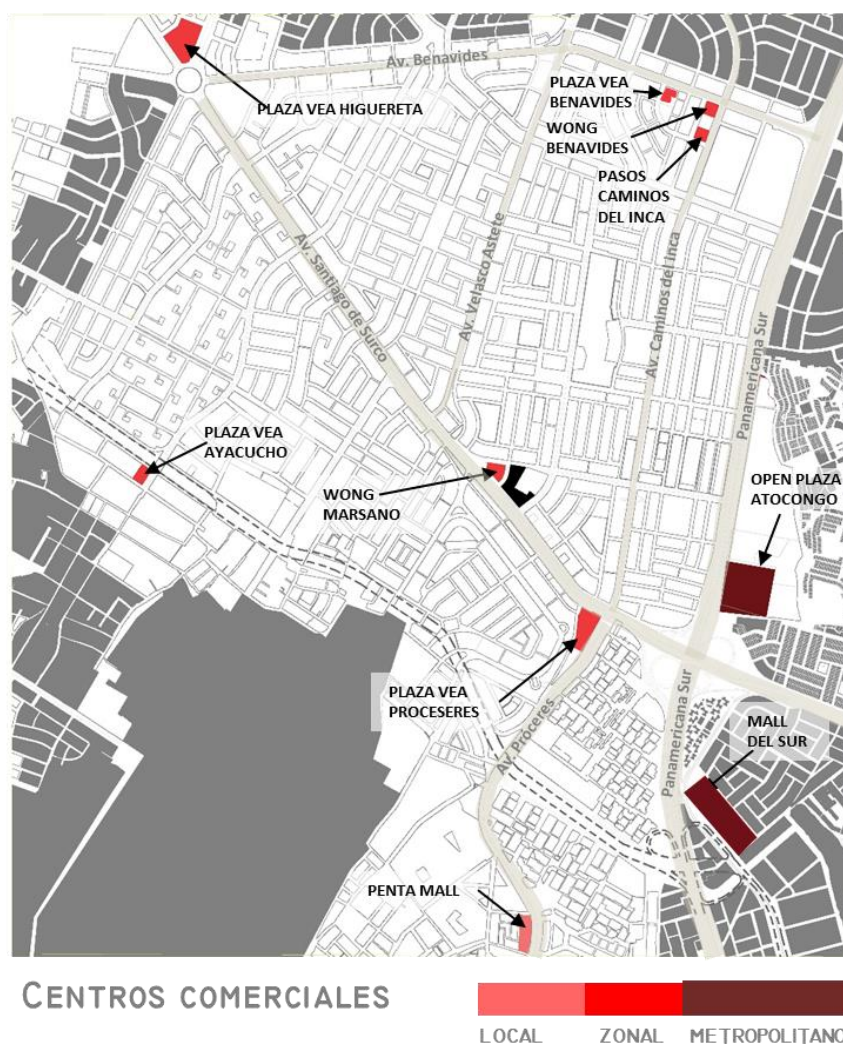 PLAZA VEA HIGUERETA
Av. Benavides
PLAZA VEA
BENAVIDES
WONG
BENAVIDES
PASOS
CAMINOS
DEL INCA
Av. Santiago de Surco
Av. Velasco Astete
Av. Caminos del inca
Panamericana Sur
PLAZA VEA
AYACUCHO
WONG
MARSANO
OPEN PLAZA
ATOCONGO
PLAZA VEA
PROCESERES
Av. Próceres
Panamericana Sur
MALL
DEL SUR
PENTA MALL
CENTROS COMERCIALES
LOCAL ZONAL METROPOLITANO